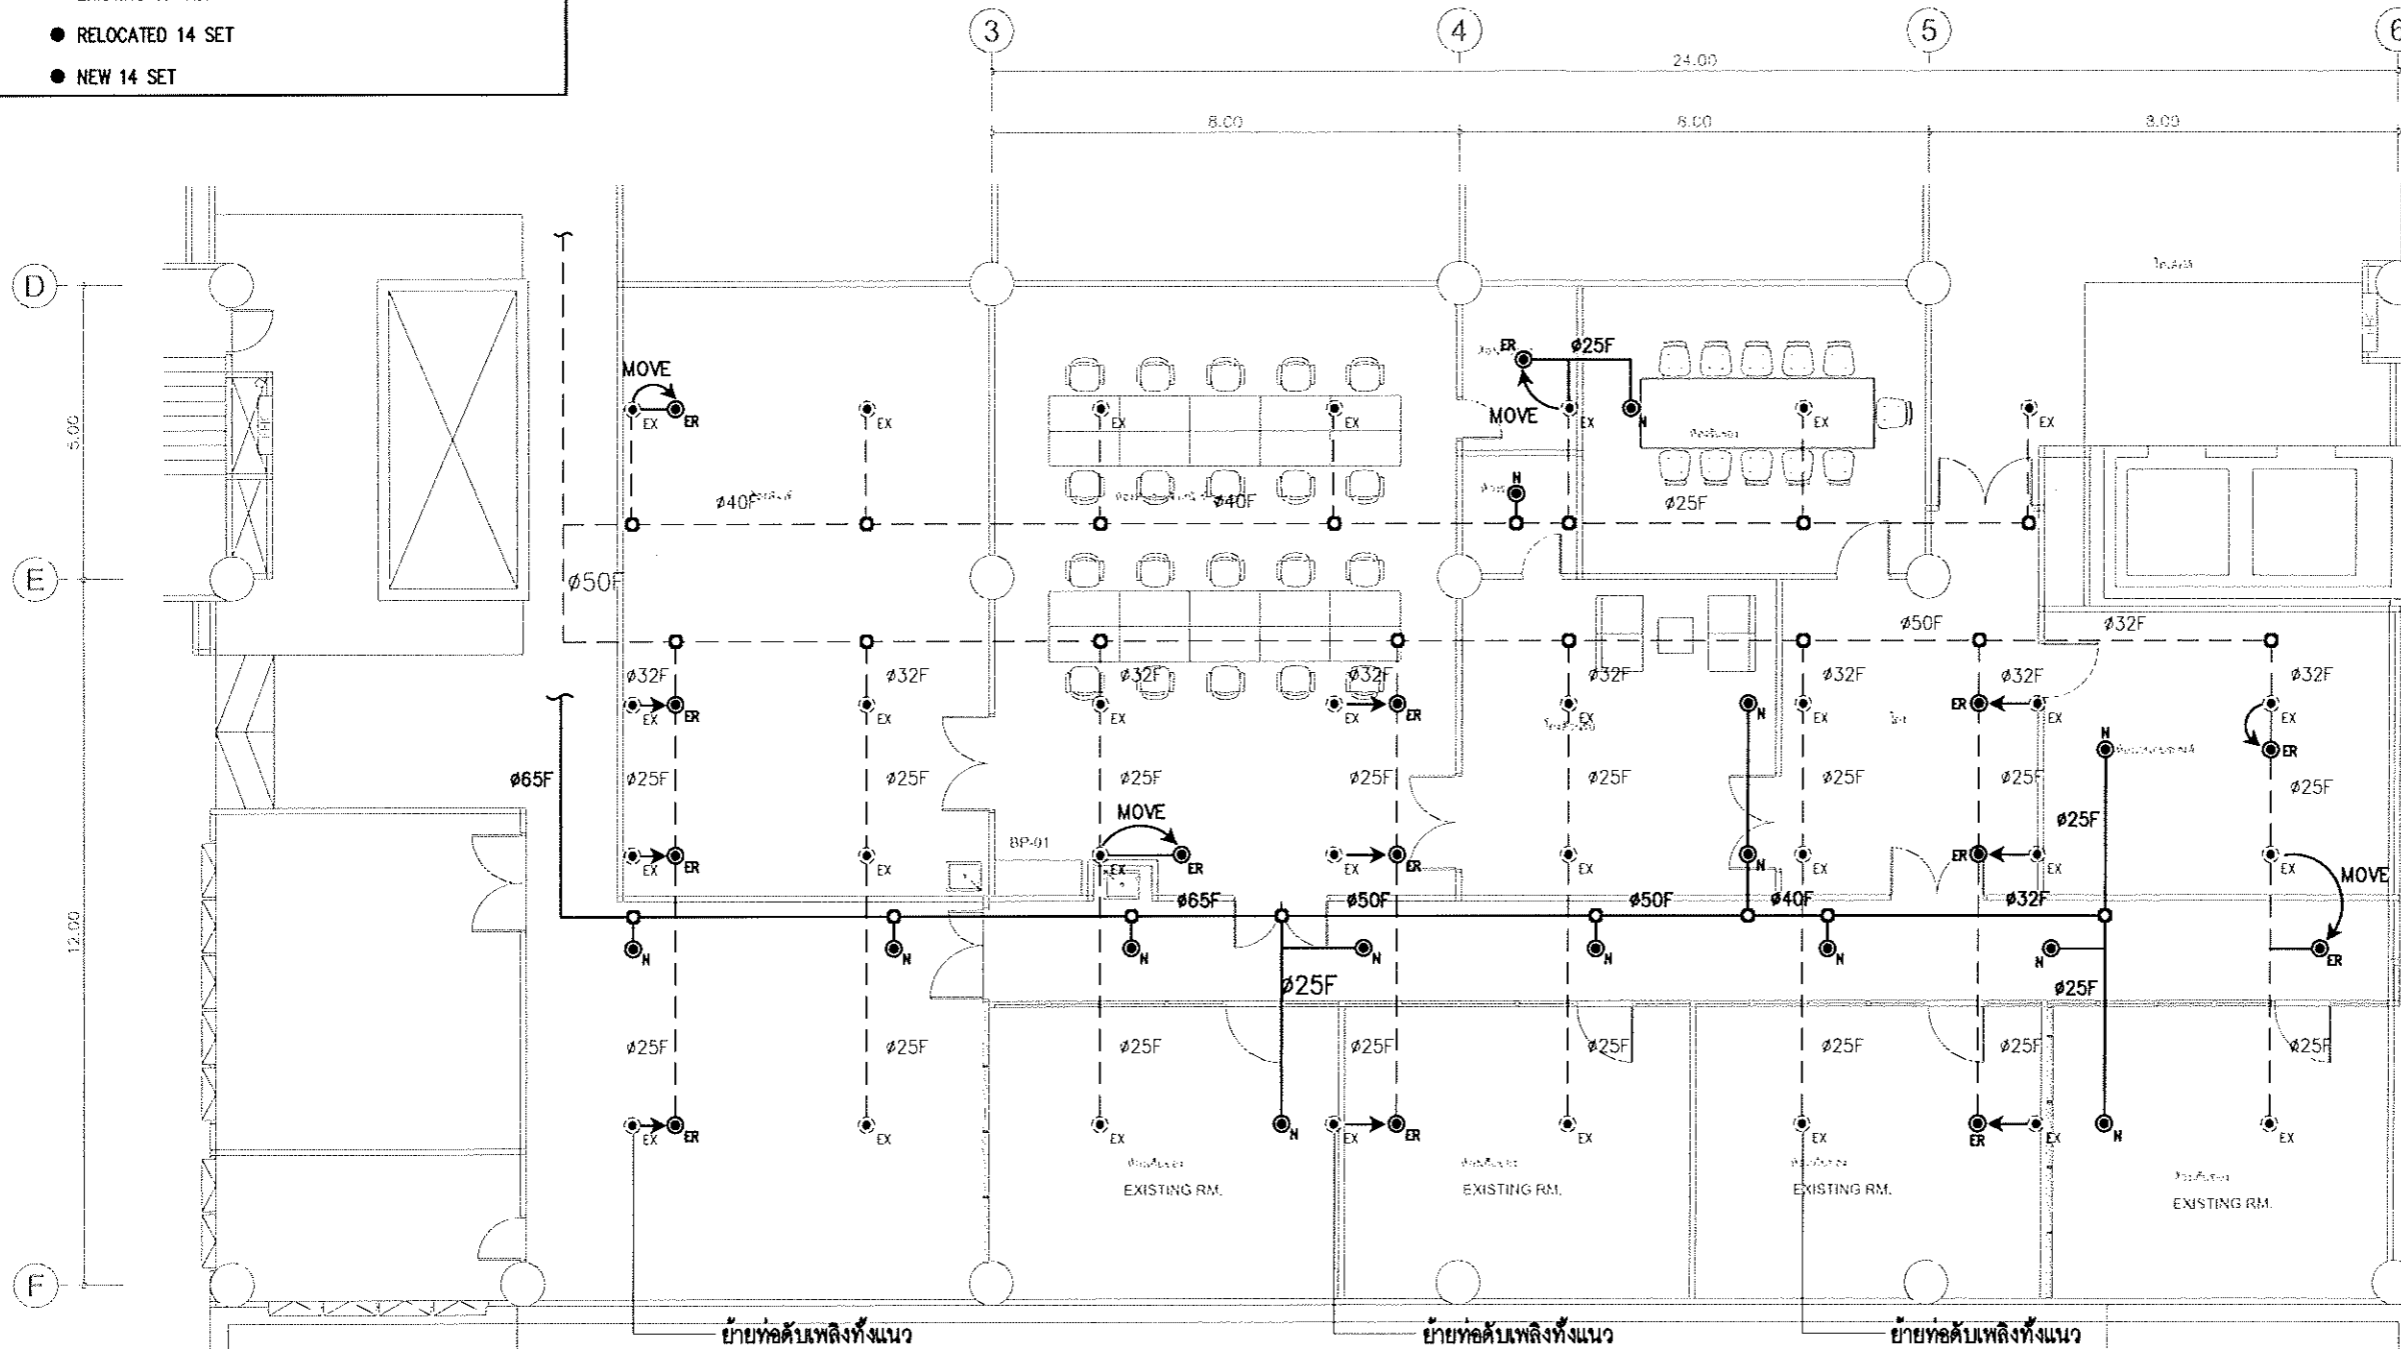 ● RELOCATED 14 SET
● NEW 14 SET
3
4
5
6
24.00
8.00
8.00
8.00
D
E
F
5.00
12.00
MOVE
EX
ER
EX
EX
EX
ER
ø25F
MOVE
EX
N
EX
EX
N
ø40F
ø40F
ø25F
ø50F
ø50F
ø32F
ø32F
ø32F
ø32F
ø32F
ø32F
ø32F
ø32F
ø32F
EX
ER
EX
EX
EX
ER
EX
N
EX
ER
EX
EX
ER
N
ø65F
ø25F
ø25F
ø25F
ø25F
ø25F
ø25F
ø25F
ø25F
ø25F
MOVE
BP-01
EX
ER
EX
EX
ER
EX
ER
EX
N
EX
ER
EX
EX
MOVE
ø65F
ø50F
ø50F
ø40F
ø32F
N
N
N
N
N
N
N
ER
ø25F
ø25F
ø25F
ø25F
ø25F
ø25F
ø25F
ø25F
ø25F
ø25F
EX
ER
EX
EX
N
EX
ER
EX
EX
ER
EX
N
EX
EXISTING RM.
EXISTING RM.
EXISTING RM.
EXISTING RM.
ย้ายท่อดับเพลิงทั้งแนว
ย้ายท่อดับเพลิงทั้งแนว
ย้ายท่อดับเพลิงทั้งแนว